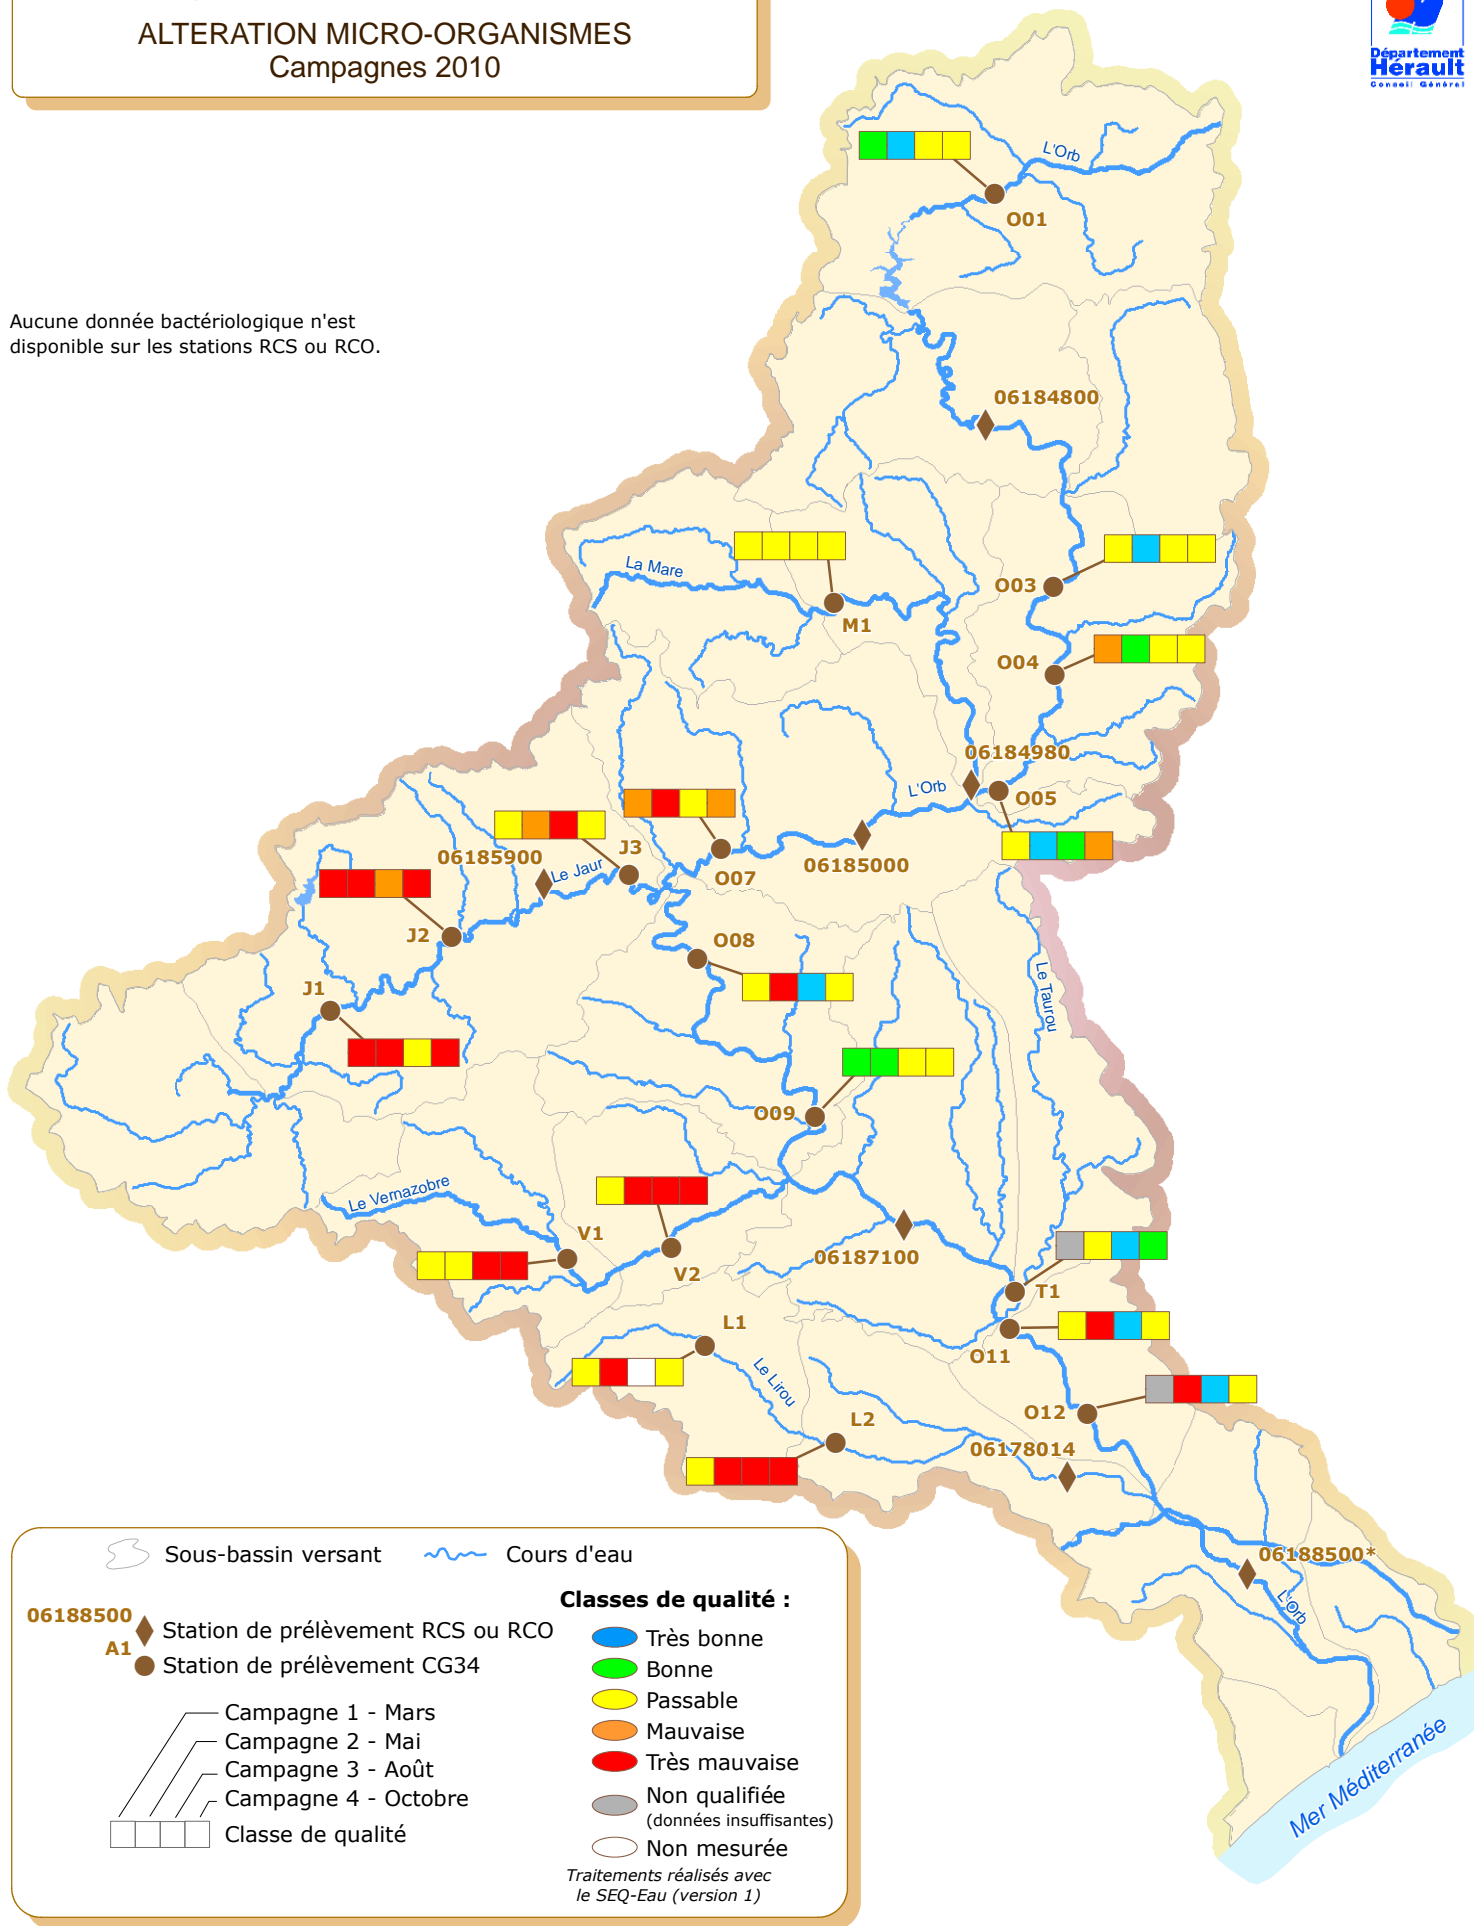 ALTERATION MICRO-ORGANISMES
Campagnes 2010
Département
Hérault
Conseil Général
Aucune donnée bactériologique n'est
disponible sur les stations RCS ou RCO.
L'Orb
O01
06184800
La Mare
M1
O03
O04
06184980
L'Orb
O05
06185000
O07
J3
06185900
Le Jaur
J2
J1
O08
Le Taurou
O09
Le Vernazobre
V1
V2
06187100
T1
O11
L1
Le Lirou
L2
O12
06178014
06188500*
L'Orb
Mer Méditerranée
Sous-bassin versant
Cours d'eau
06188500
Station de prélèvement RCS ou RCO
A1
Station de prélèvement CG34
Campagne 1 - Mars
Campagne 2 - Mai
Campagne 3 - Août
Campagne 4 - Octobre
Classe de qualité
Classes de qualité :
Très bonne
Bonne
Passable
Mauvaise
Très mauvaise
Non qualifiée
(données insuffisantes)
Non mesurée
Traitements réalisés avec
le SEQ-Eau (version 1)